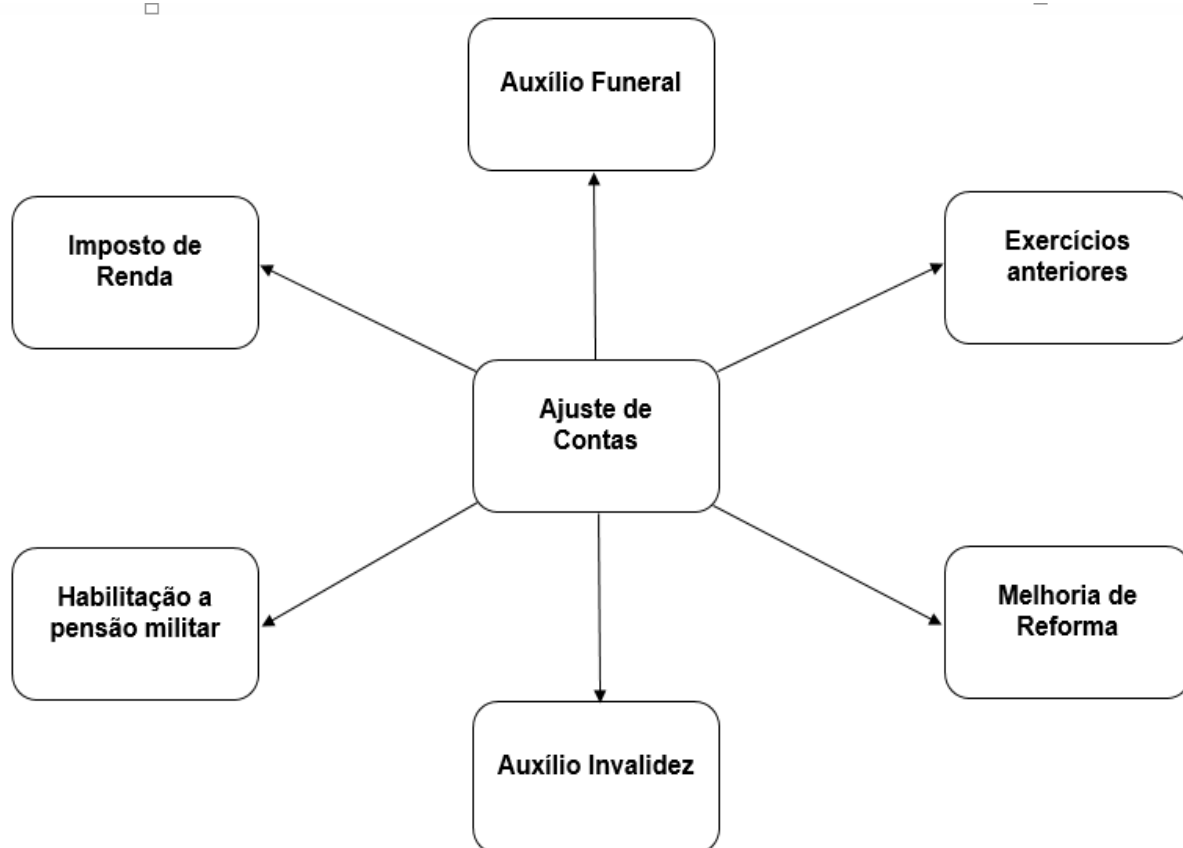 Auxílio Funeral
Imposto de
Renda
Exercícios
anteriores
Ajuste de
Contas
Habilitação a
pensão militar
Melhoria de
Reforma
Auxílio Invalidez